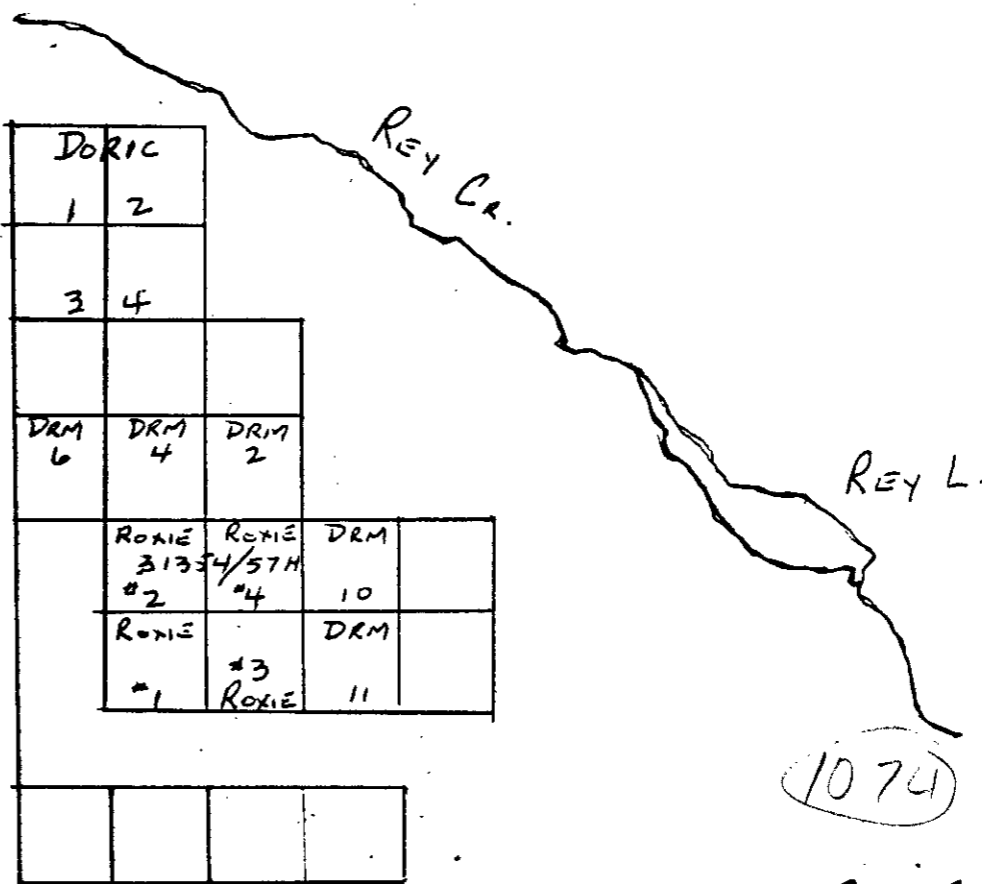 REY CR.
DORIC
1 2
3 4
DRM 6
DRM 4
DRM 2
REY L.
ROXIE ROXIE DRM
31354/57H
#2 #4 10
ROXIE DRM
#3
#1 ROXIE 11
1074